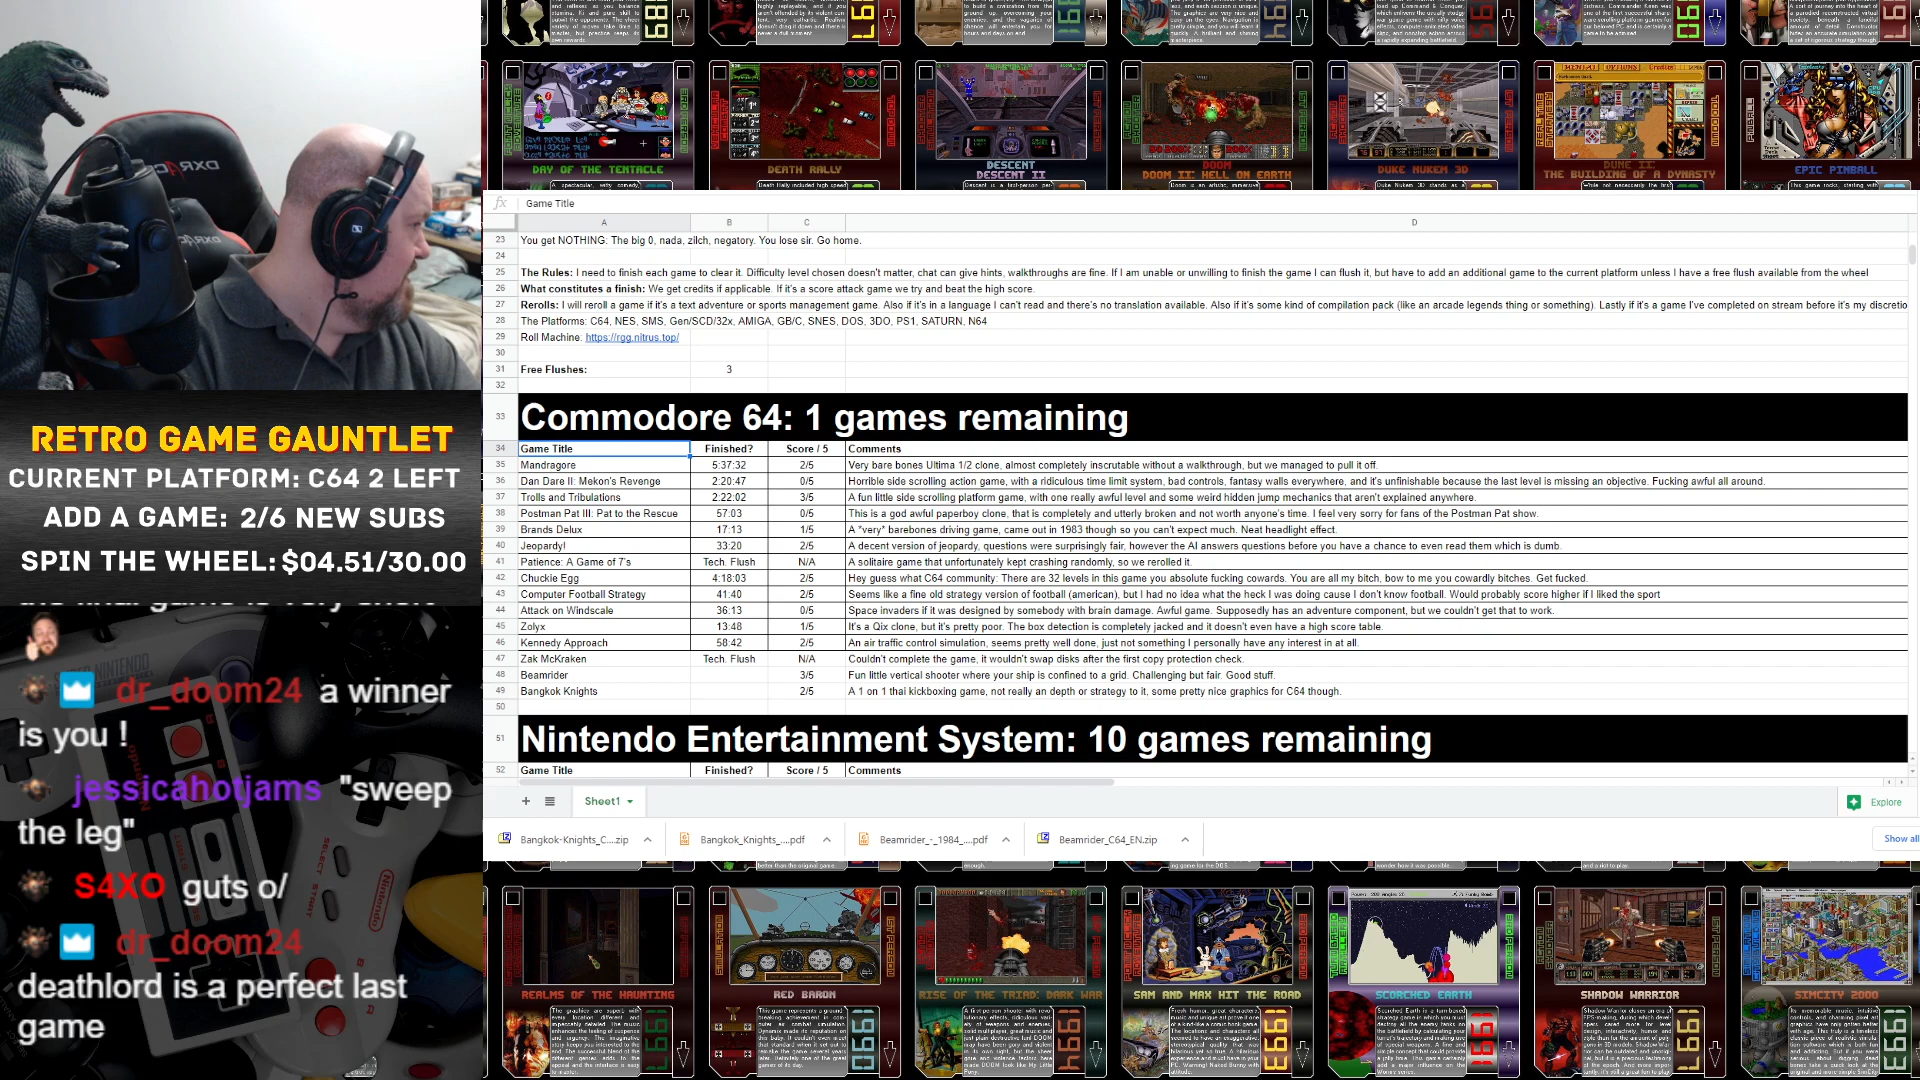 fx Game Title
A B C D
23 You get NOTHING: The big 0, nada, zilch, negatory. You lose sir. Go home.
24
25 The Rules: I need to finish each game to clear it. Difficulty level chosen doesn't matter, chat can give hints, walkthroughs are fine. If I am unable or unwilling to finish the game I can flush it, but have to add an additional game to the current platform unless I have a free flush available from the wheel
26 What constitutes a finish: We get credits if applicable. If it's a score attack game we try and beat the high score.
27 Rerolls: I will reroll a game if it's a text adventure or sports management game. Also if it's in a language I can't read and there's no translation available. Also if it's some kind of compilation pack (like an arcade legends thing or something). Lastly if it's a game I've completed on stream before it's my discretio
28 The Platforms: C64, NES, SMS, Gen/SCD/32x, AMIGA, GB/C, SNES, DOS, 3DO, PS1, SATURN, N64
29 Roll Machine: https://rgg.nitrus.top/
30
31 Free Flushes: 3
32
33 Commodore 64: 1 games remaining
34 Game Title Finished? Score / 5 Comments
35 Mandragore 5:37:32 2/5 Very bare bones Ultima 1/2 clone, almost completely inscrutable without a walkthrough, but we managed to pull it off.
36 Dan Dare II: Mekon's Revenge 2:20:47 0/5 Horrible side scrolling action game, with a ridiculous time limit system, bad controls, fantasy walls everywhere, and it's unfinishable because the last level is missing an objective. Fucking awful all around.
37 Trolls and Tribulations 2:22:02 3/5 A fun little side scrolling platform game, with one really awful level and some weird hidden jump mechanics that aren't explained anywhere.
38 Postman Pat III: Pat to the Rescue 57:03 0/5 This is a god awful paperboy clone, that is completely and utterly broken and not worth anyone's time. I feel very sorry for fans of the Postman Pat show.
39 Brands Delux 17:13 1/5 A *very* barebones driving game, came out in 1983 though so you can't expect much. Neat headlight effect.
40 Jeopardy! 33:20 2/5 A decent version of jeopardy, questions were surprisingly fair, however the AI answers questions before you have a chance to even read them which is dumb.
41 Patience: A Game of 7's Tech. Flush N/A A solitaire game that unfortunately kept crashing randomly, so we rerolled it.
42 Chuckie Egg 4:18:03 2/5 Hey guess what C64 community: There are 32 levels in this game you absolute fucking cowards. You are all my bitch, bow to me you cowardly bitches. Get fucked.
43 Computer Football Strategy 41:40 2/5 Seems like a fine old strategy version of football (american), but I had no idea what the heck I was doing cause I don't know football. Would probably score higher if I liked the sport
44 Attack on Windscale 36:13 0/5 Space invaders if it was designed by somebody with brain damage. Awful game. Supposedly has an adventure component, but we couldn't get that to work.
45 Zolyx 13:48 1/5 It's a Qix clone, but it's pretty poor. The box detection is completely jacked and it doesn't even have a high score table.
46 Kennedy Approach 58:42 2/5 An air traffic control simulation, seems pretty well done, just not something I personally have any interest in at all.
47 Zak McKraken Tech. Flush N/A Couldn't complete the game, it wouldn't swap disks after the first copy protection check.
48 Beamrider 3/5 Fun little vertical shooter where your ship is confined to a grid. Challenging but fair. Good stuff.
49 Bangkok Knights 2/5 A 1 on 1 thai kickboxing game, not really an depth or strategy to it, some pretty nice graphics for C64 though.
50
51 Nintendo Entertainment System: 10 games remaining
52 Game Title Finished? Score / 5 Comments
Sheet1
Explore
Bangkok-Knights_C....zip
Bangkok_Knights_....pdf
Beamrider_-_1984_....pdf
Beamrider_C64_EN.zip
Show all
RETRO GAME GAUNTLET
CURRENT PLATFORM: C64 2 LEFT
ADD A GAME: 2/6 NEW SUBS
SPIN THE WHEEL: $04.51/30.00
dr_doom24 a winner
is you !
jessicahotjams "sweep
the leg"
S4XO guts o/
dr_doom24
deathlord is a perfect last
game
DXRACER
DAY OF THE TENTACLE
DEATH RALLY
DESCENT
DESCENT II
DOOM
DOOM II: HELL ON EARTH
DUKE NUKEM 3D
DUNE II:
THE BUILDING OF A DYNASTY
EPIC PINBALL
REALMS OF THE HAUNTING
RED BARON
RISE OF THE TRIAD: DARK WAR
SAM AND MAX HIT THE ROAD
SCORCHED EARTH
SHADOW WARRIOR
SIMCITY 2000